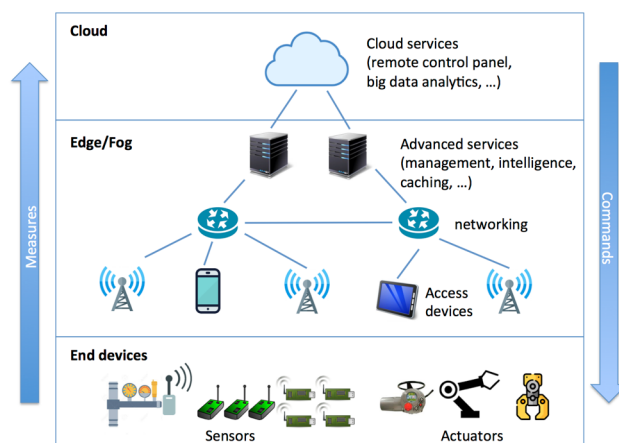 Cloud
Cloud services
(remote control panel,
big data analytics, …)
Edge/Fog
Advanced services
(management, intelligence,
caching, …)
networking
Access
devices
End devices
Sensors
Actuators
Measures
Commands